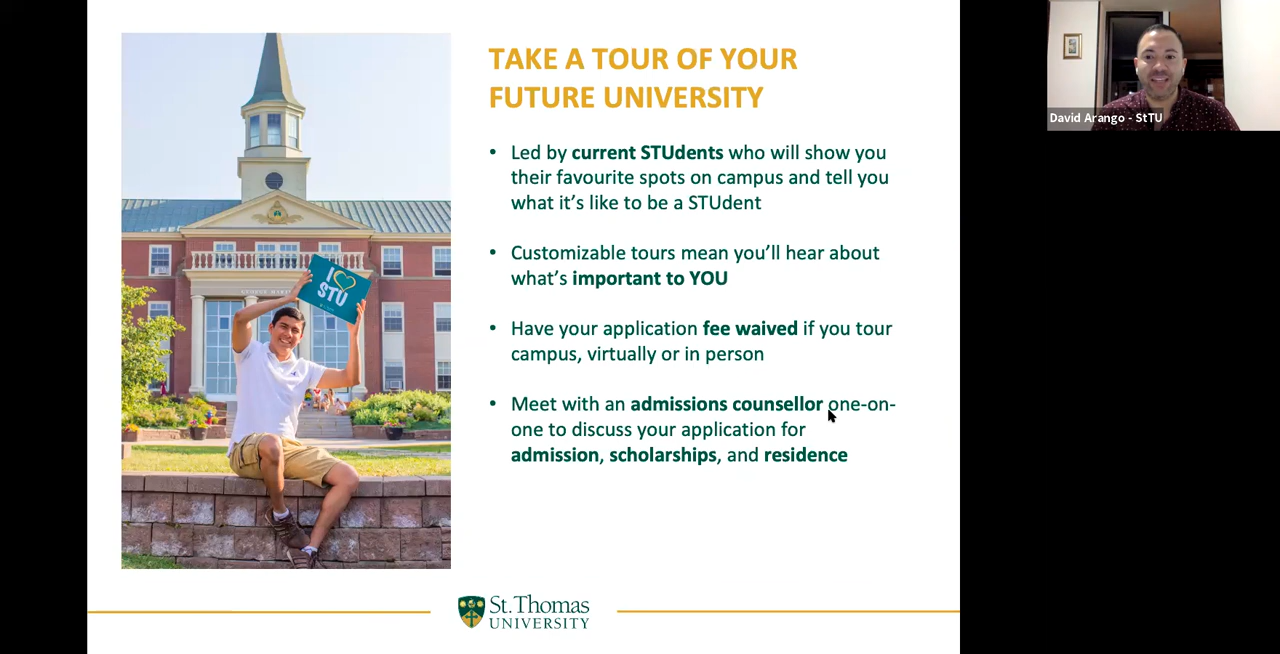 TAKE A TOUR OF YOUR
FUTURE UNIVERSITY
• Led by current STUdents who will show you
their favourite spots on campus and tell you
what it’s like to be a STUdent
• Customizable tours mean you’ll hear about
what’s important to YOU
• Have your application fee waived if you tour
campus, virtually or in person
• Meet with an admissions counsellor one-on-
one to discuss your application for
admission, scholarships, and residence
I
STU
St. Thomas
UNIVERSITY
David Arango - StTU